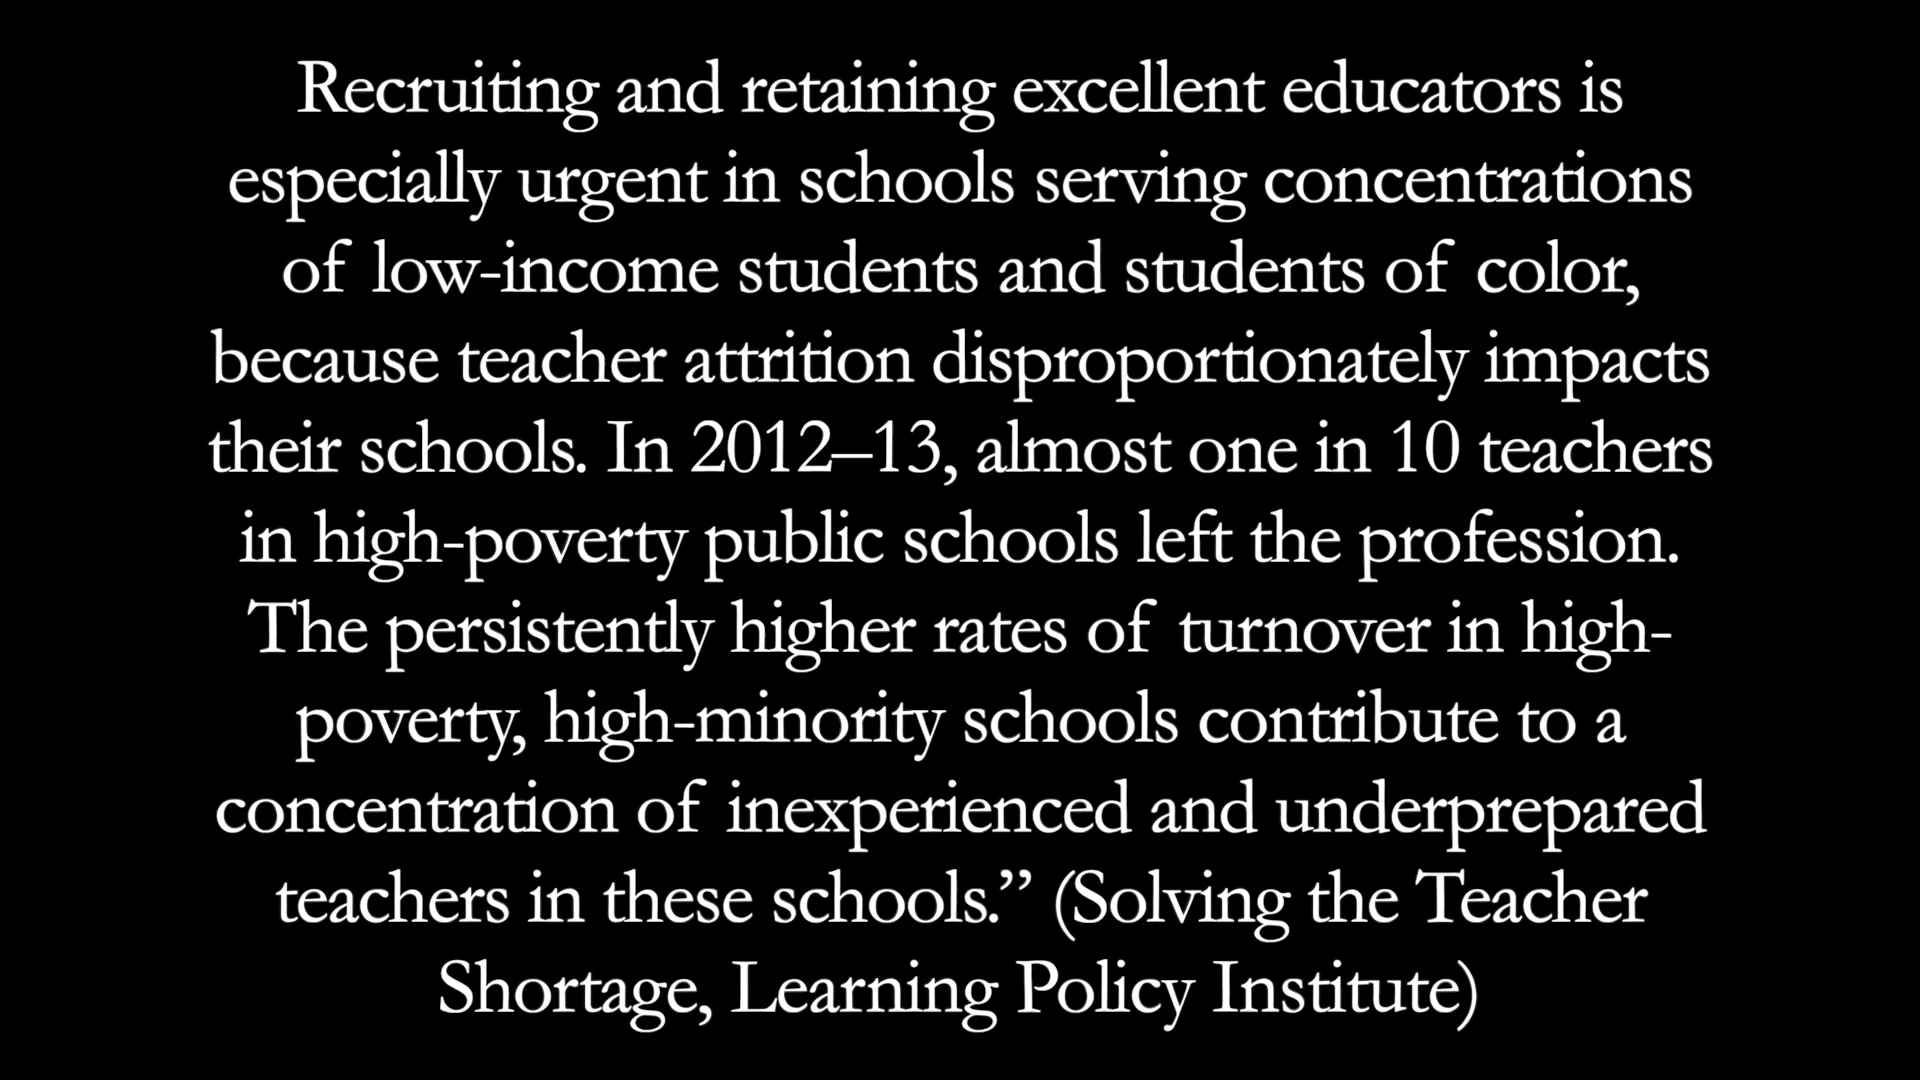 Recruiting and retaining excellent educators is
especially urgent in schools serving concentrations
of low-income students and students of color,
because teacher attrition disproportionately impacts
their schools. In 2012–13, almost one in 10 teachers
in high-poverty public schools left the profession.
The persistently higher rates of turnover in high-
poverty, high-minority schools contribute to a
concentration of inexperienced and underprepared
teachers in these schools.” (Solving the Teacher
Shortage, Learning Policy Institute)